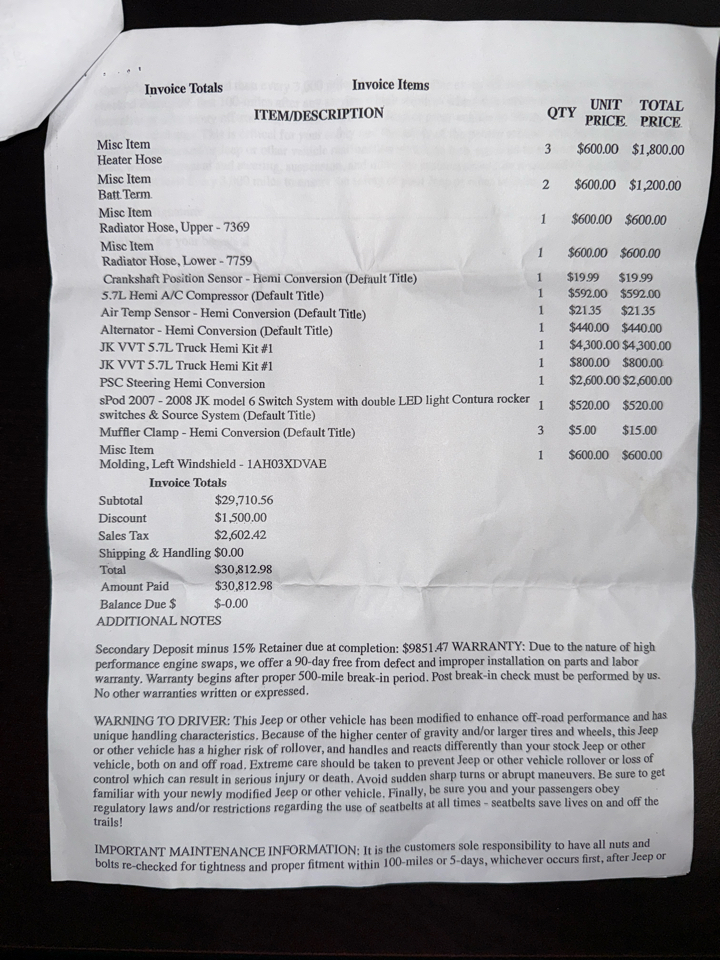 Invoice Totals Invoice Items
ITEM/DESCRIPTION QTY UNIT PRICE TOTAL PRICE
Misc Item
Heater Hose 3 $600.00 $1,800.00
Misc Item
Batt Term 2 $600.00 $1,200.00
Misc Item
Radiator Hose, Upper - 7369 1 $600.00 $600.00
Misc Item
Radiator Hose, Lower - 7759 1 $600.00 $600.00
Crankshaft Position Sensor - Hemi Conversion (Default Title) 1 $19.99 $19.99
5.7L Hemi A/C Compressor (Default Title) 1 $592.00 $592.00
Air Temp Sensor - Hemi Conversion (Default Title) 1 $21.35 $21.35
Alternator - Hemi Conversion (Default Title) 1 $440.00 $440.00
JK VVT 5.7L Truck Hemi Kit #1 1 $4,300.00 $4,300.00
JK VVT 5.7L Truck Hemi Kit #1 1 $800.00 $800.00
PSC Steering Hemi Conversion 1 $2,600.00 $2,600.00
sPod 2007 - 2008 JK model 6 Switch System with double LED light Contura rocker
switches & Source System (Default Title) 1 $520.00 $520.00
Muffler Clamp - Hemi Conversion (Default Title) 3 $5.00 $15.00
Misc Item
Molding, Left Windshield - 1AH03XDVAE 1 $600.00 $600.00
Invoice Totals
Subtotal $29,710.56
Discount $1,500.00
Sales Tax $2,602.42
Shipping & Handling $0.00
Total $30,812.98
Amount Paid $30,812.98
Balance Due $ $-0.00
ADDITIONAL NOTES
Secondary Deposit minus 15% Retainer due at completion: $9851.47 WARRANTY: Due to the nature of high
performance engine swaps, we offer a 90-day free from defect and improper installation on parts and labor
warranty. Warranty begins after proper 500-mile break-in period. Post break-in check must be performed by us.
No other warranties written or expressed.
WARNING TO DRIVER: This Jeep or other vehicle has been modified to enhance off-road performance and has
unique handling characteristics. Because of the higher center of gravity and/or larger tires and wheels, this Jeep
or other vehicle has a higher risk of rollover, and handles and reacts differently than your stock Jeep or other
vehicle, both on and off road. Extreme care should be taken to prevent Jeep or other vehicle rollover or loss of
control which can result in serious injury or death. Avoid sudden sharp turns or abrupt maneuvers. Be sure to get
familiar with your newly modified Jeep or other vehicle. Finally, be sure you and your passengers obey
regulatory laws and/or restrictions regarding the use of seatbelts at all times - seatbelts save lives on and off the
trails!
IMPORTANT MAINTENANCE INFORMATION: It is the customers sole responsibility to have all nuts and
bolts re-checked for tightness and proper fitment within 100-miles or 5-days, whichever occurs first, after Jeep or